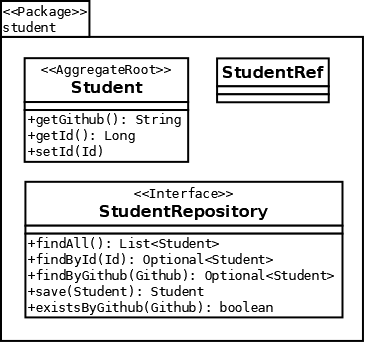 <<Package>>
student
<<AggregateRoot>>
Student
+getGithub(): String
+getId(): Long
+setId(Id)
StudentRef
<<Interface>>
StudentRepository
+findAll(): List<Student>
+findById(Id): Optional<Student>
+findByGithub(Github): Optional<Student>
+save(Student): Student
+existsByGithub(Github): boolean